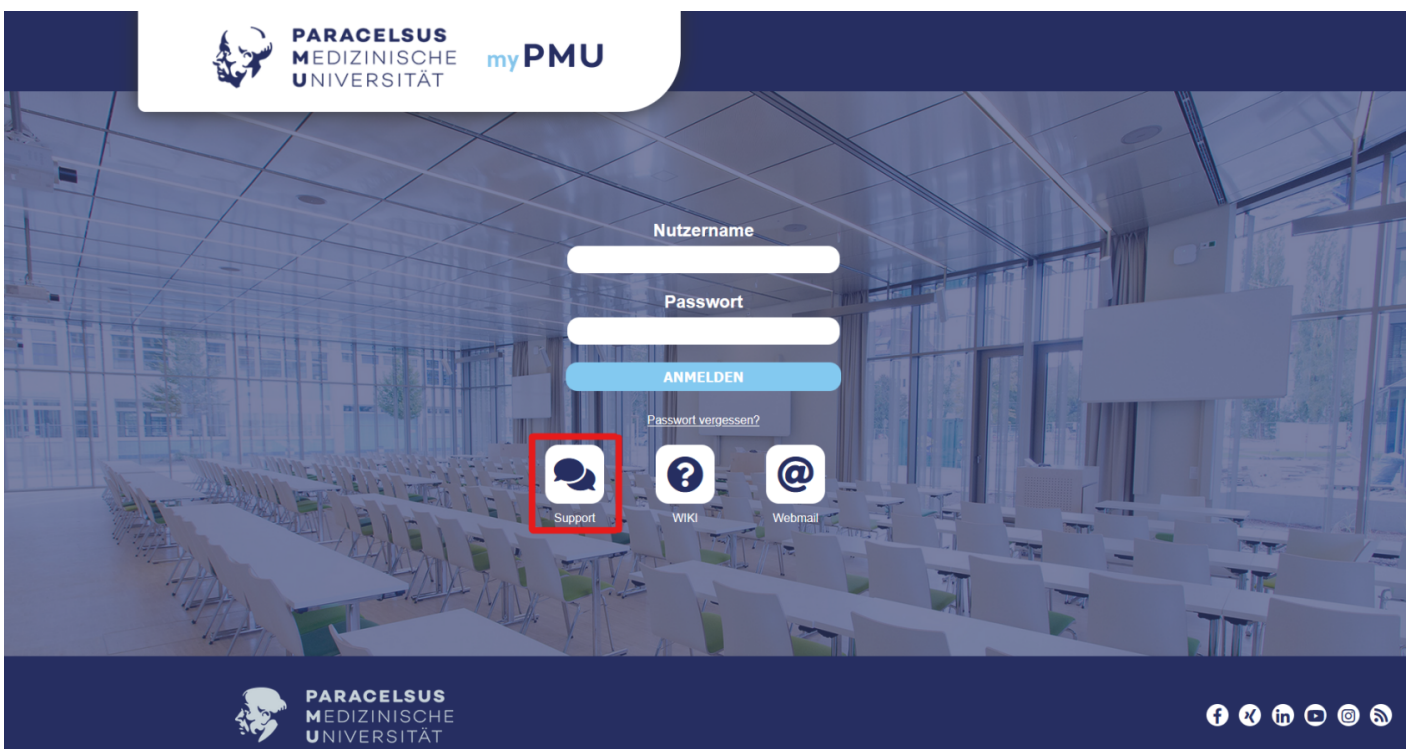 PARACELSUS
MEDIZINISCHE
UNIVERSITÄT
myPMU
Nutzername
Passwort
ANMELDEN
Passwort vergessen?
Support
WIKI
Webmail
PARACELSUS
MEDIZINISCHE
UNIVERSITÄT